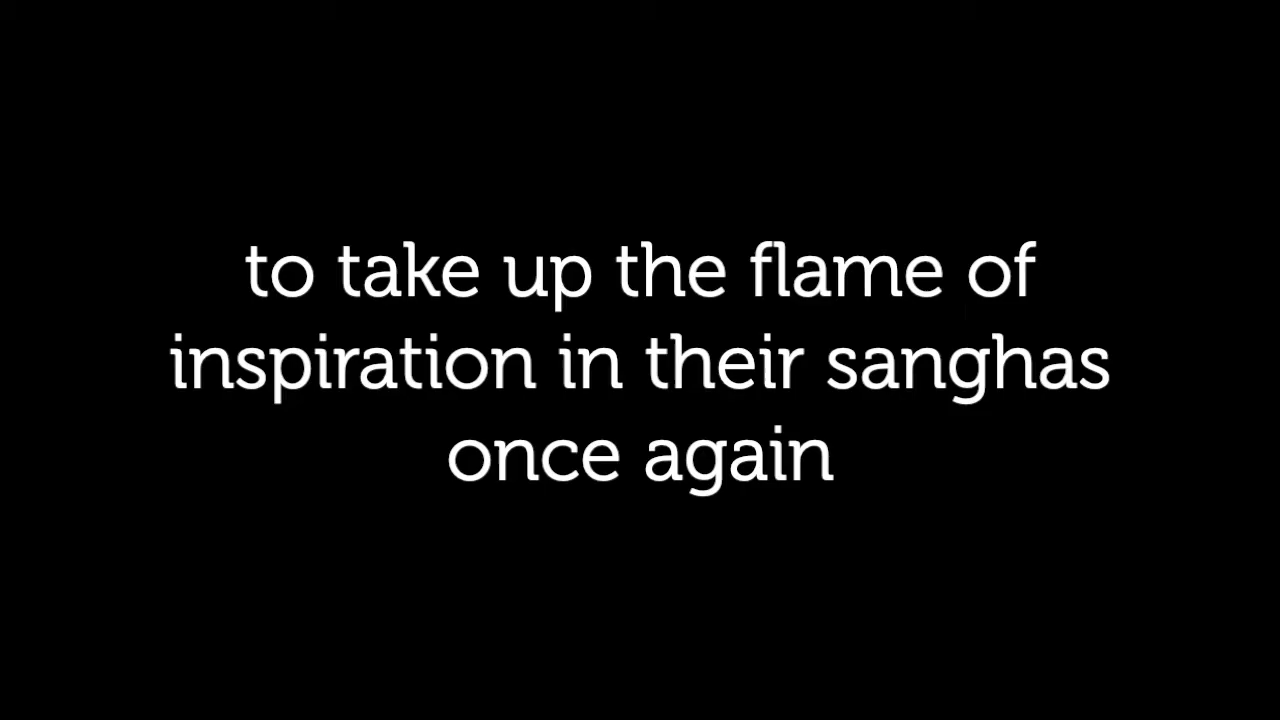 to take up the flame of
inspiration in their sanghas
once again